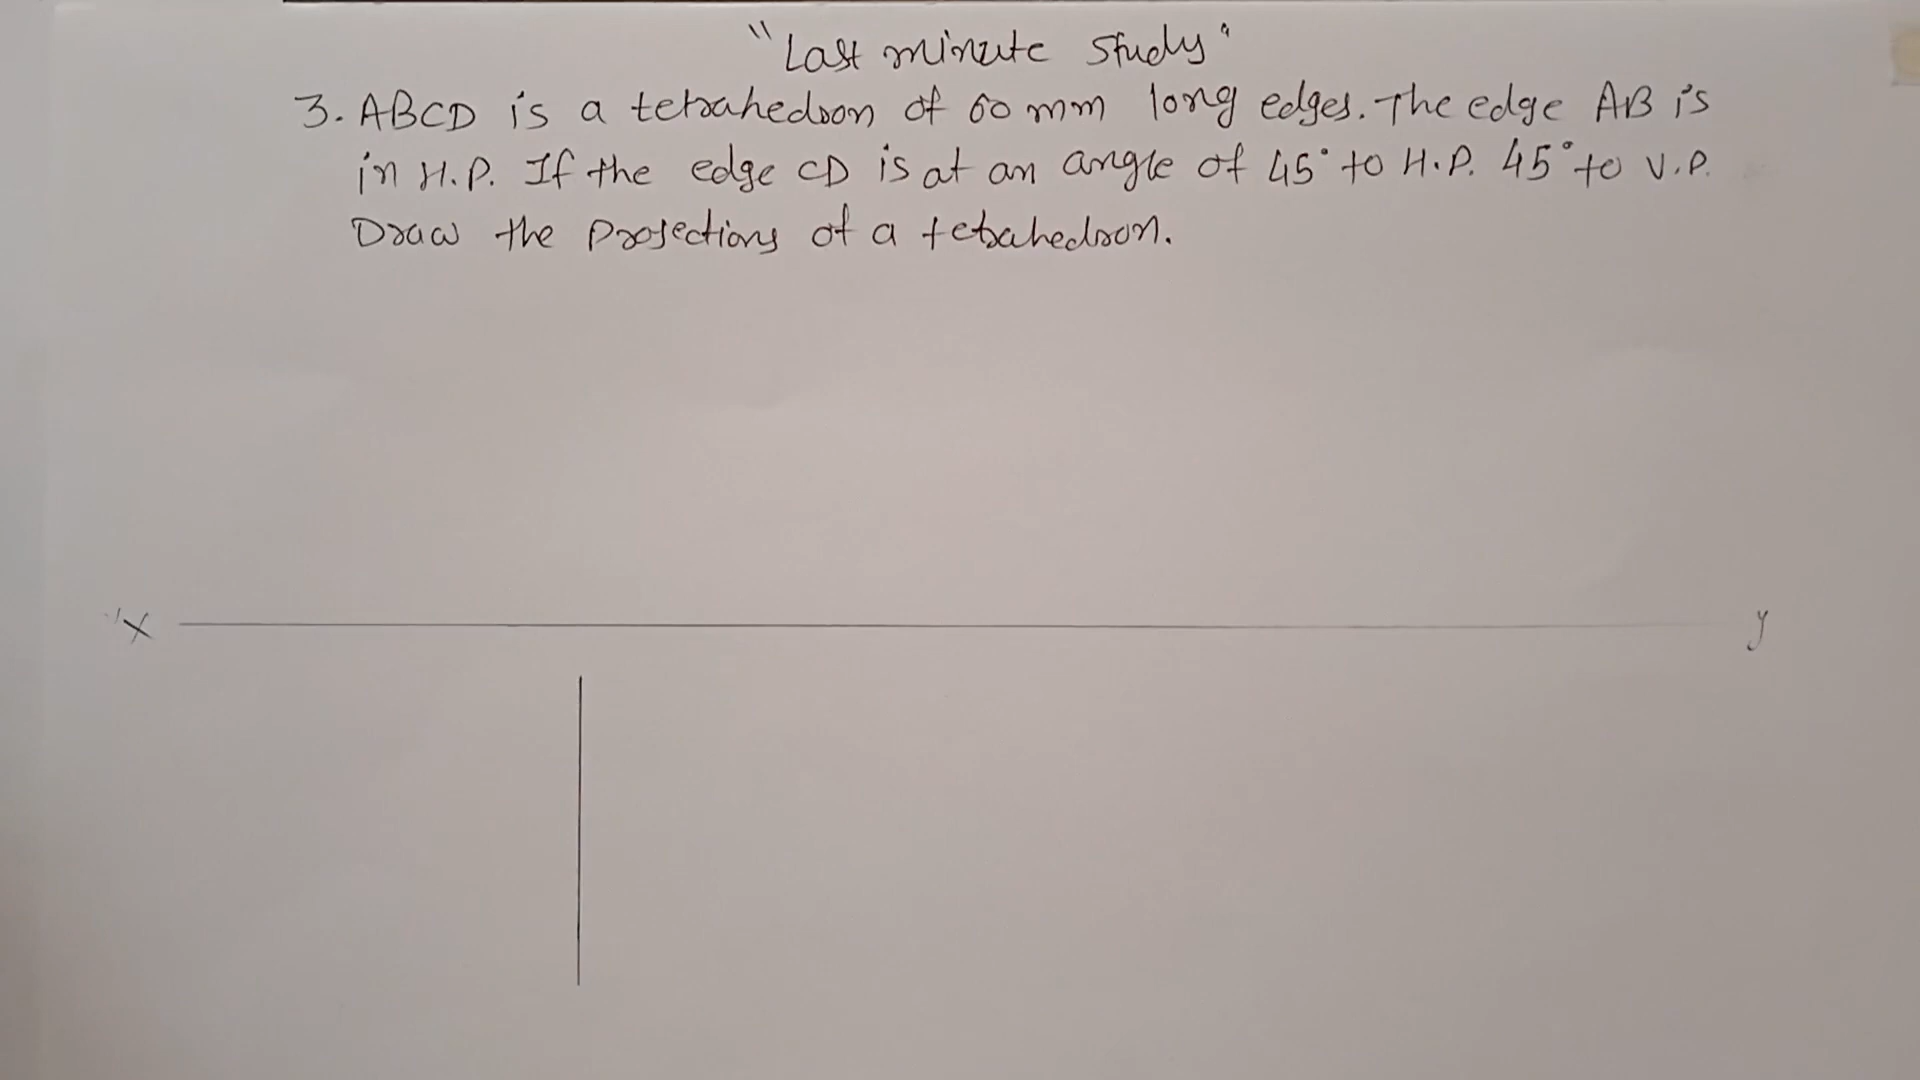 "Last minute study"
3. ABCD is a tetrahedron of 60 mm long edges. The edge AB is
in H.P. If the edge CD is at an angle of 45° to H.P. 45° to V.P.
Draw the projections of a tetrahedron.
X y